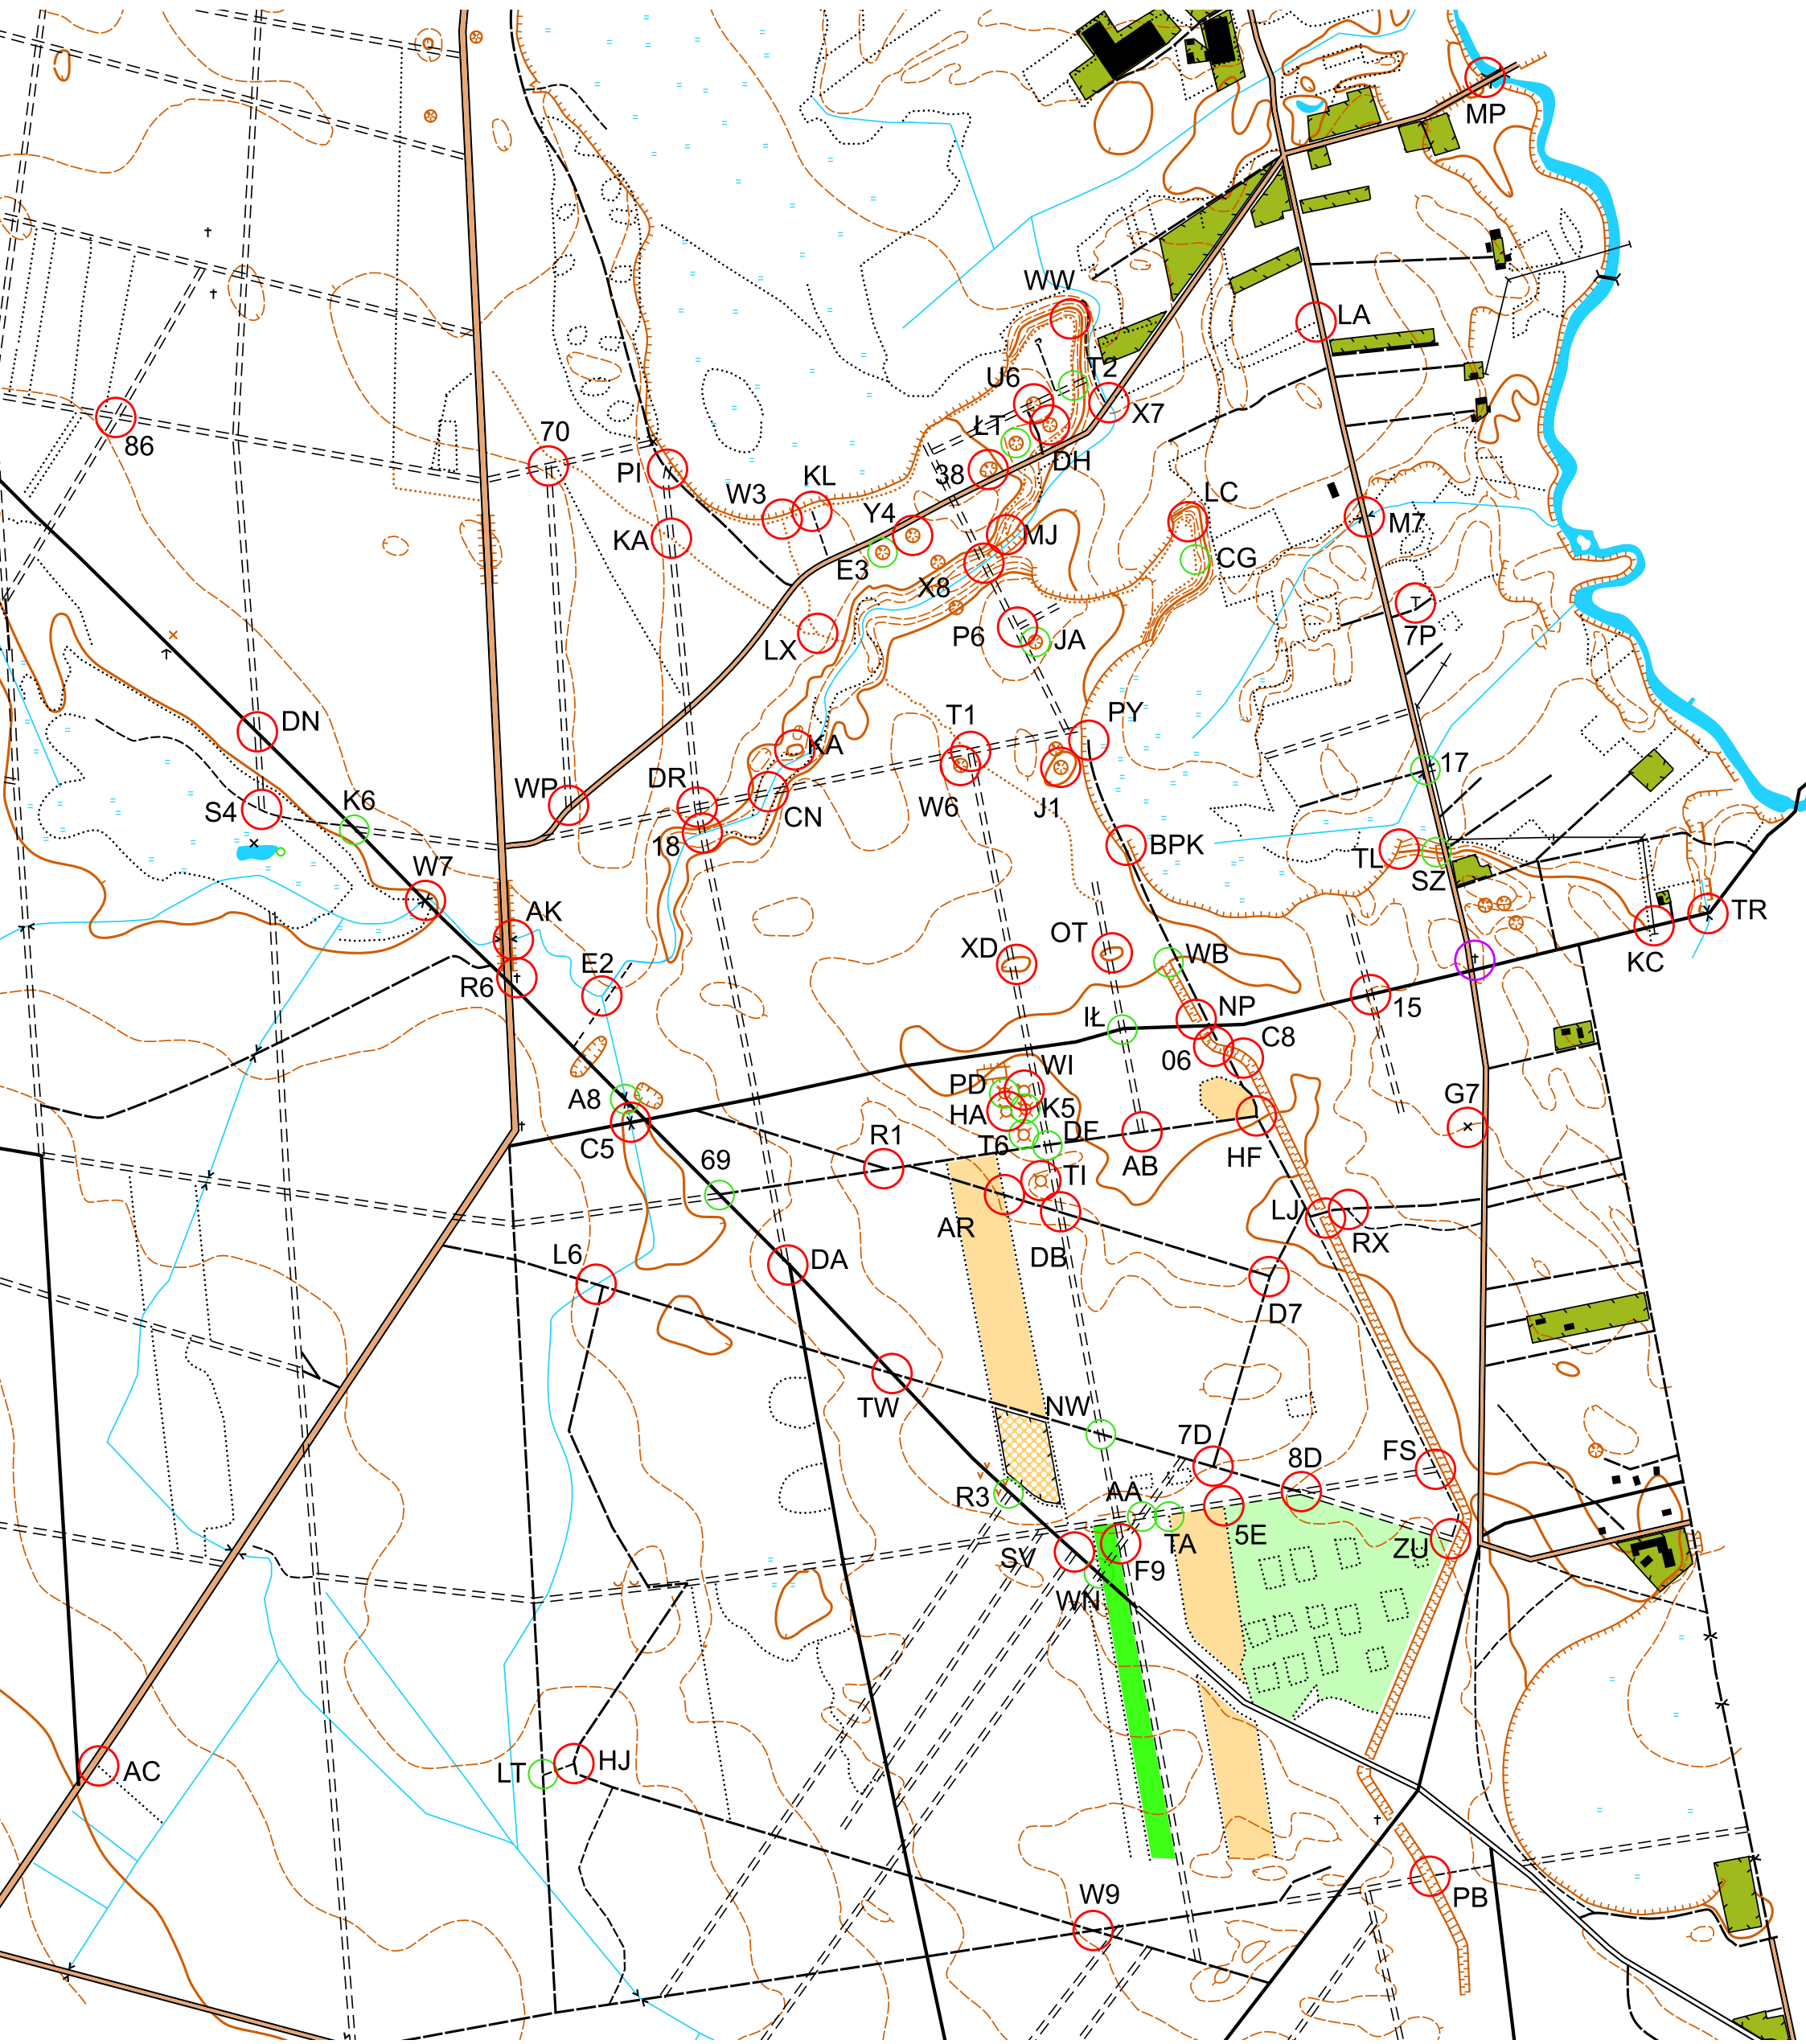 MP
WW
LA
T2
U6
X7
ŁT
86
70
DH
PI
38
W3
KL
LC
Y4
M7
KA
MJ
CG
E3
X8
7P
P6
JA
LX
DN
T1
PY
KA
17
WP
DR
S4
K6
W6
J1
CN
18
BPK
TL
W7
SZ
AK
TR
OT
XD
WB
E2
KC
R6
NP
15
IŁ
C8
06
WI
PD
A8
G7
HA
K5
C5
R1
T6
DE
AB
HF
69
TI
LJ
AR
RX
L6
DA
DB
D7
NW
TW
7D
8D
FS
AA
R3
5E
TA
ZU
SV
F9
WN
HJ
LT
AC
W9
PB